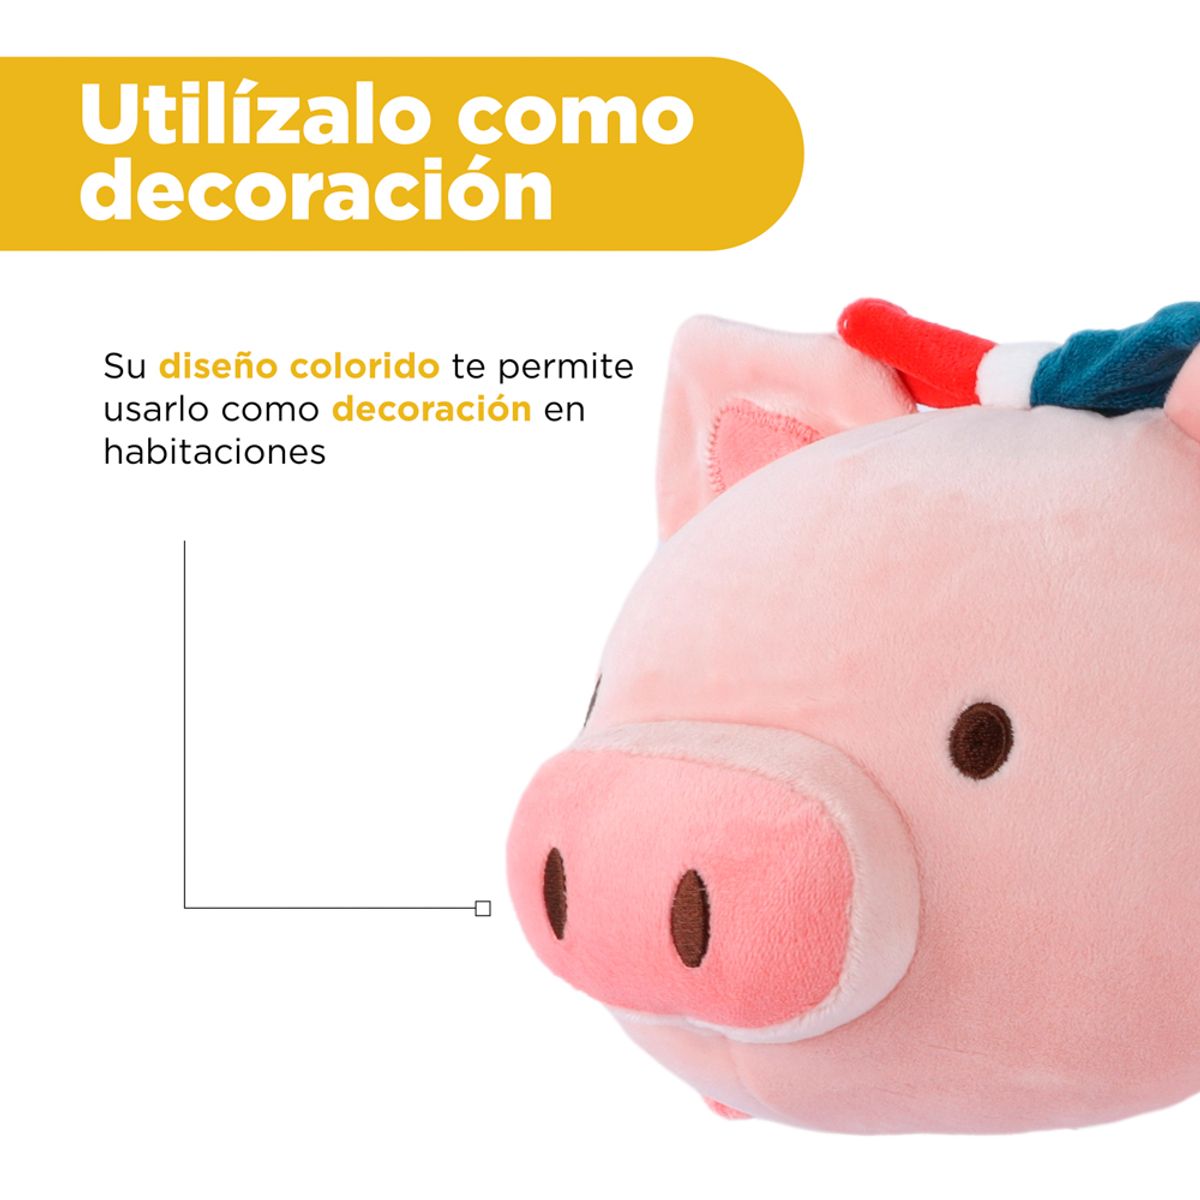 Utilízalo como
decoración
Su diseño colorido te permite
usarlo como decoración en
habitaciones